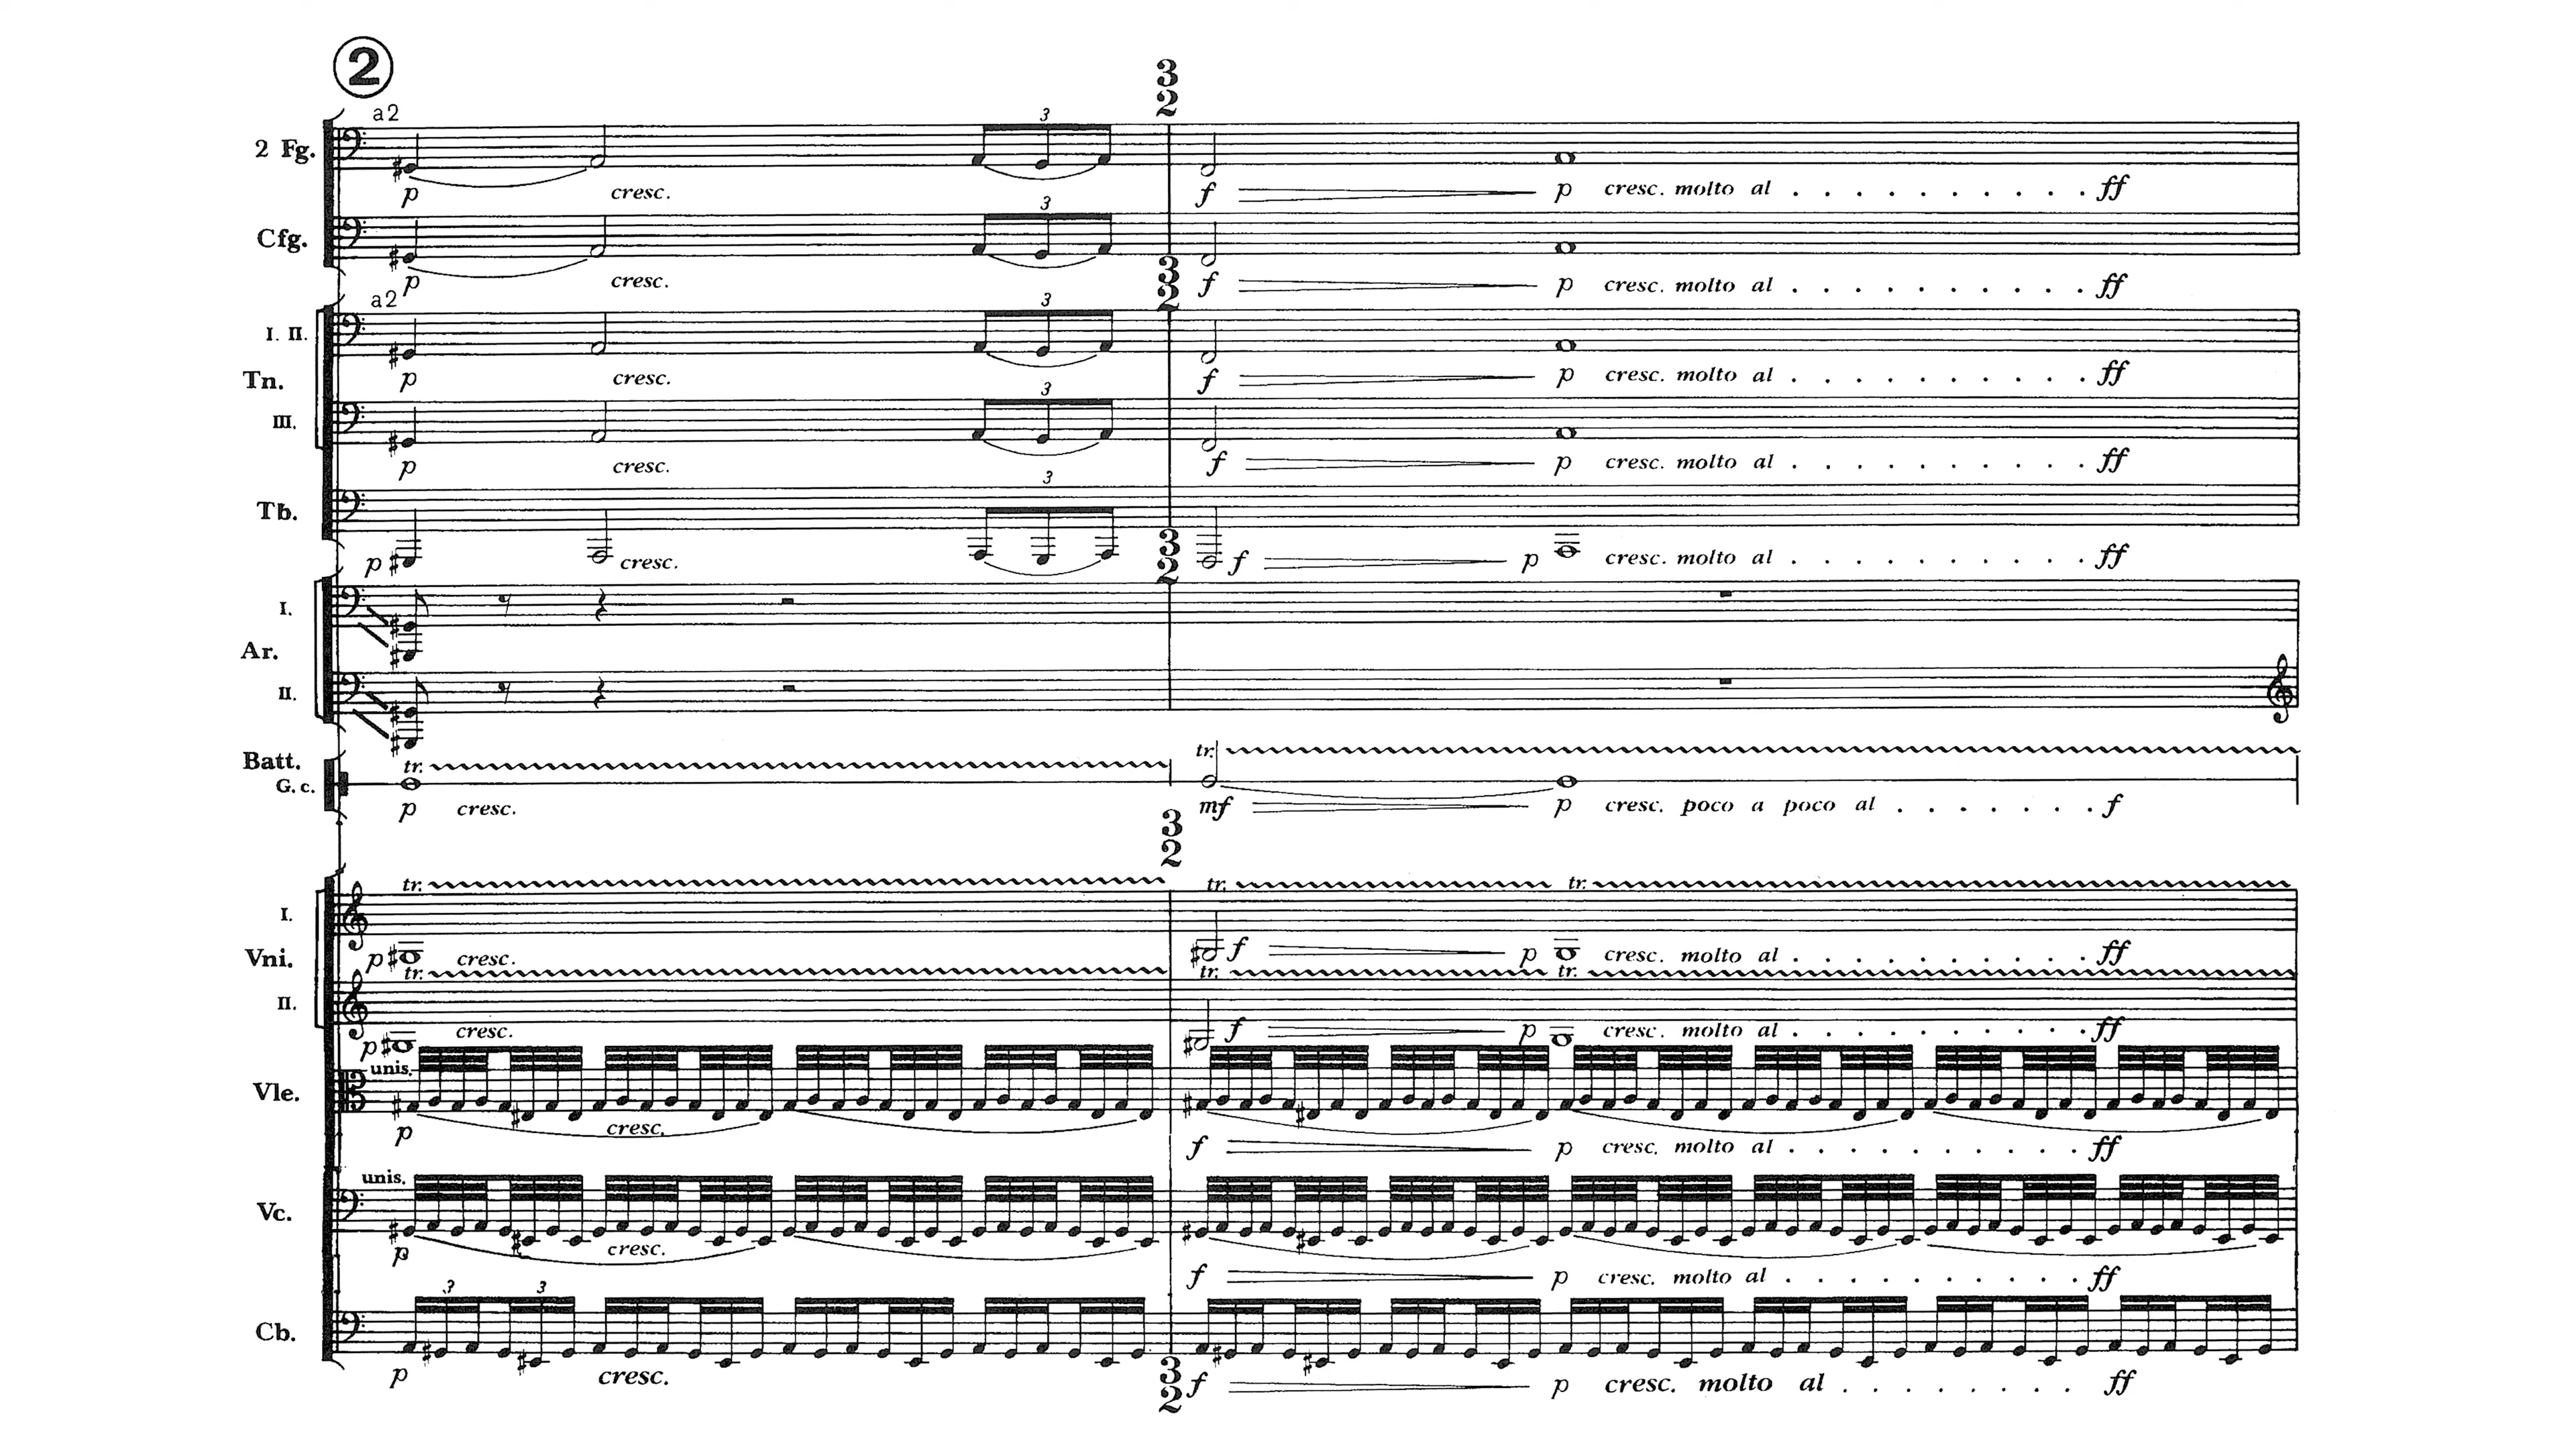 2
3
2
a2
3
2 Fg.
p cresc. f p cresc. molto al . . . . . . . . . . ff
3
Cfg.
p cresc. 3 2 f p cresc. molto al . . . . . . . . . . ff
a2
3
I. II.
Tn.
p cresc. f p cresc. molto al . . . . . . . . . . ff
3
III.
p cresc. f p cresc. molto al . . . . . . . . . . ff
3
Tb.
p cresc. 3 2 f p cresc. molto al . . . . . . . . . . ff
I.
Ar.
II.
tr.
Batt.
tr.
G. c.
p cresc. mf p cresc. poco a poco al . . . . . . . f
3
2
tr. tr. tr.
I.
Vni.
p cresc. f p cresc. molto al . . . . . . . . . . ff
tr. tr. tr.
II.
p cresc. f p cresc. molto al . . . . . . . . . . ff
unis.
Vle.
p cresc. f p cresc. molto al . . . . . . . . . . ff
unis.
Vc.
p cresc. f p cresc. molto al . . . . . . . . . . ff
3 3
Cb.
p cresc. 3 2 f p cresc. molto al . . . . . . . . ff